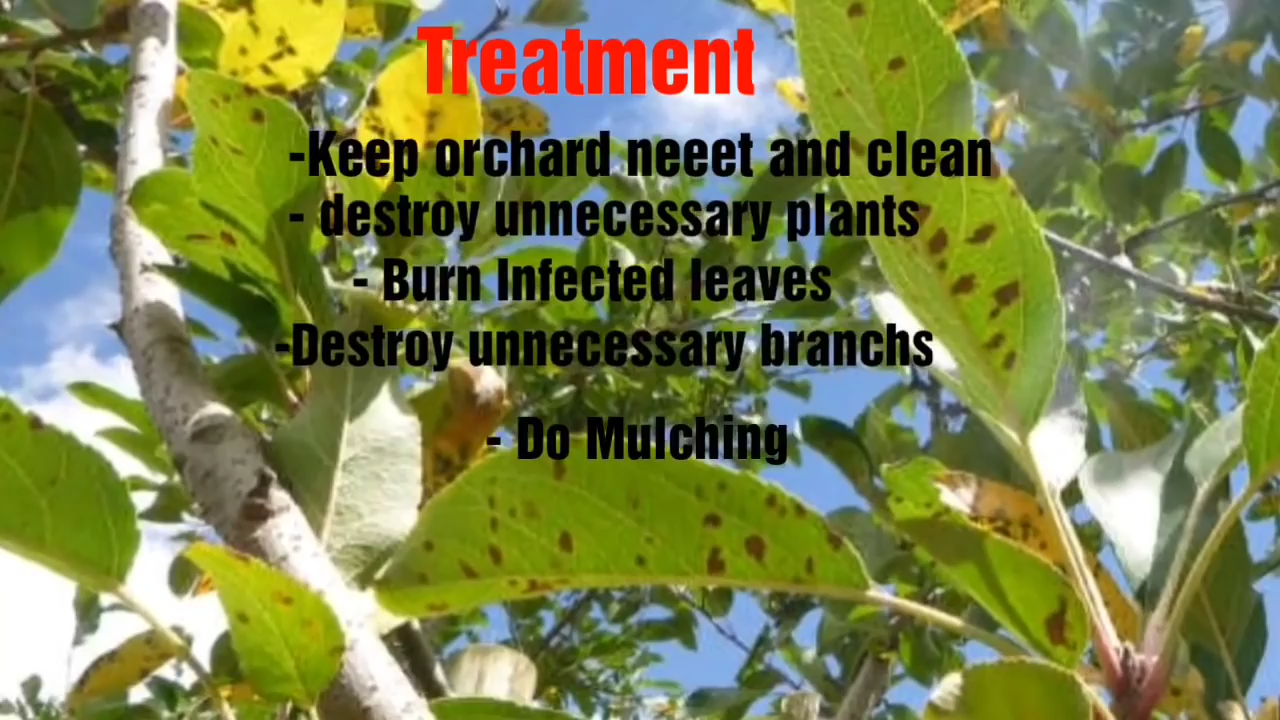 Treatment
-Keep orchard neeet and clean
- destroy unnecessary plants
- Burn Infected leaves
-Destroy unnecessary branchs
- Do Mulching